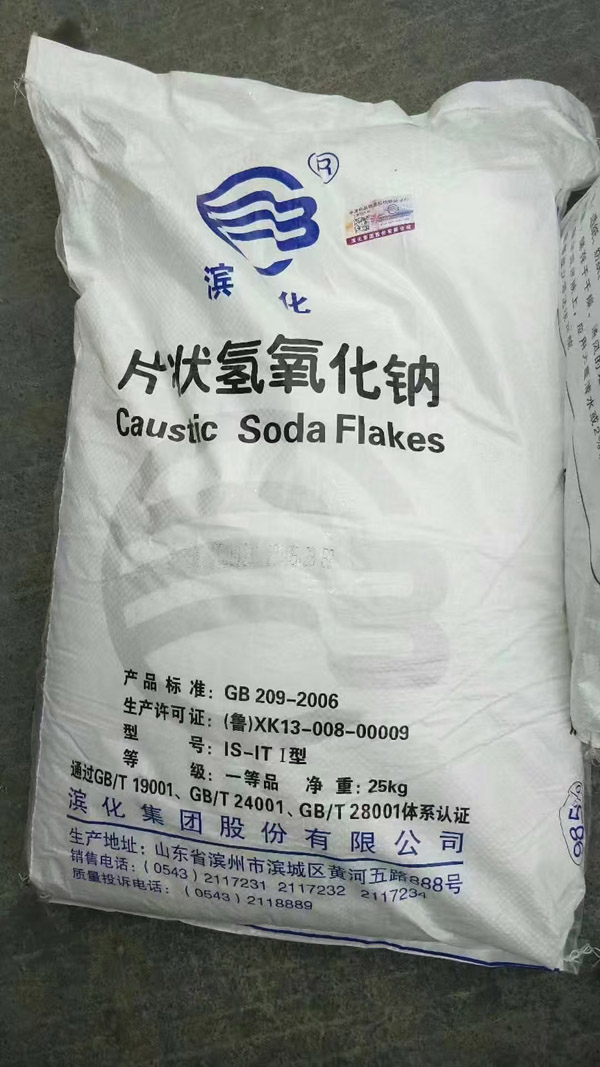 ®
滨化
片状氢氧化钠
Caustic Soda Flakes
产品标准：GB 209-2006
生产许可证：(鲁)XK13-008-00009
型号：IS-IT I型
等级：一等品 净重：25kg
通过GB/T 19001、GB/T 24001、GB/T 28001体系认证
滨化集团股份有限公司
生产地址：山东省滨州市滨城区黄河五路888号
销售电话：(0543) 2117231 2117232 2117234
质量投诉电话：(0543) 2118889
98.5%